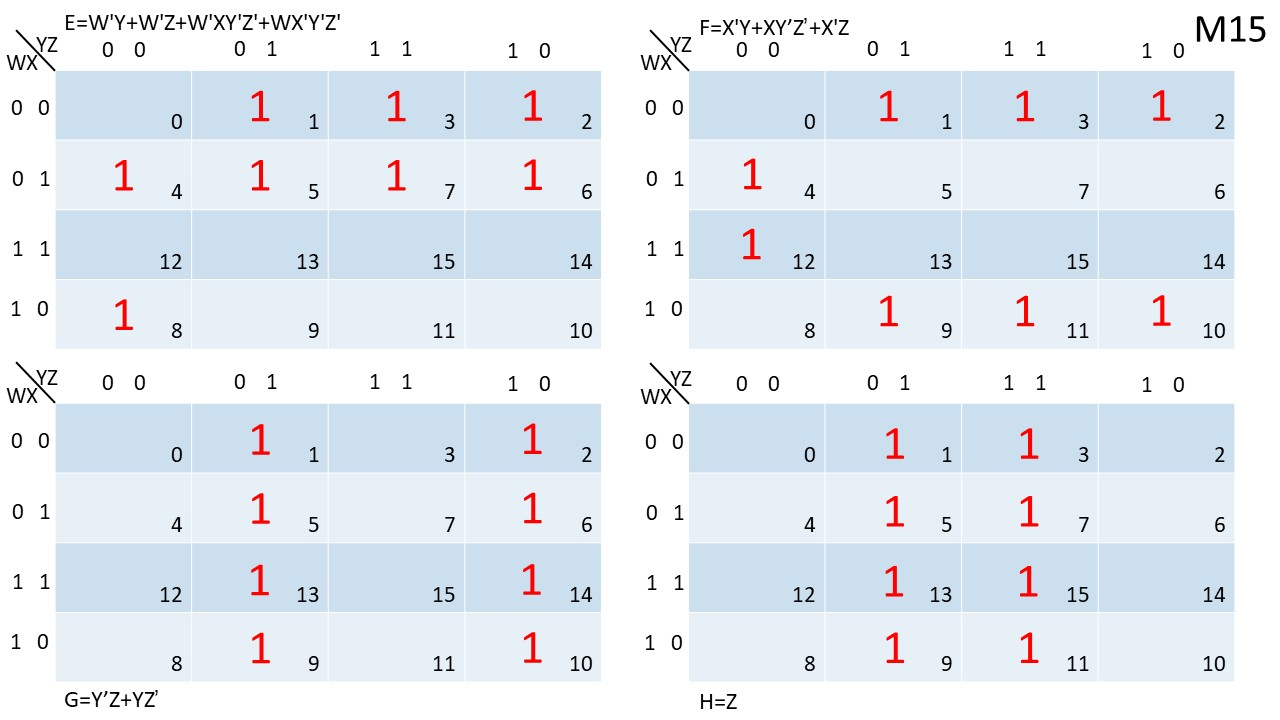 E=W'Y+W'Z+W'XY'Z'+WX'Y'Z'
YZ
WX
0 0 0 1 1 1 1 0
0 0 0 1 1 1 3 1 2
0 1 1 4 1 5 1 7 1 6
1 1 12 13 15 14
1 0 1 8 9 11 10
F=X'Y+XY’Z’+X'Z
M15
YZ
WX
0 0 0 1 1 1 1 0
0 0 0 1 1 1 3 1 2
0 1 1 4 5 7 6
1 1 1 12 13 15 14
1 0 8 1 9 1 11 1 10
YZ
WX
0 0 0 1 1 1 1 0
0 0 0 1 1 3 1 2
0 1 4 1 5 7 1 6
1 1 12 1 13 15 1 14
1 0 8 1 9 11 1 10
G=Y’Z+YZ’
YZ
WX
0 0 0 1 1 1 1 0
0 0 0 1 1 1 3 2
0 1 4 1 5 1 7 6
1 1 12 1 13 1 15 14
1 0 8 1 9 1 11 10
H=Z